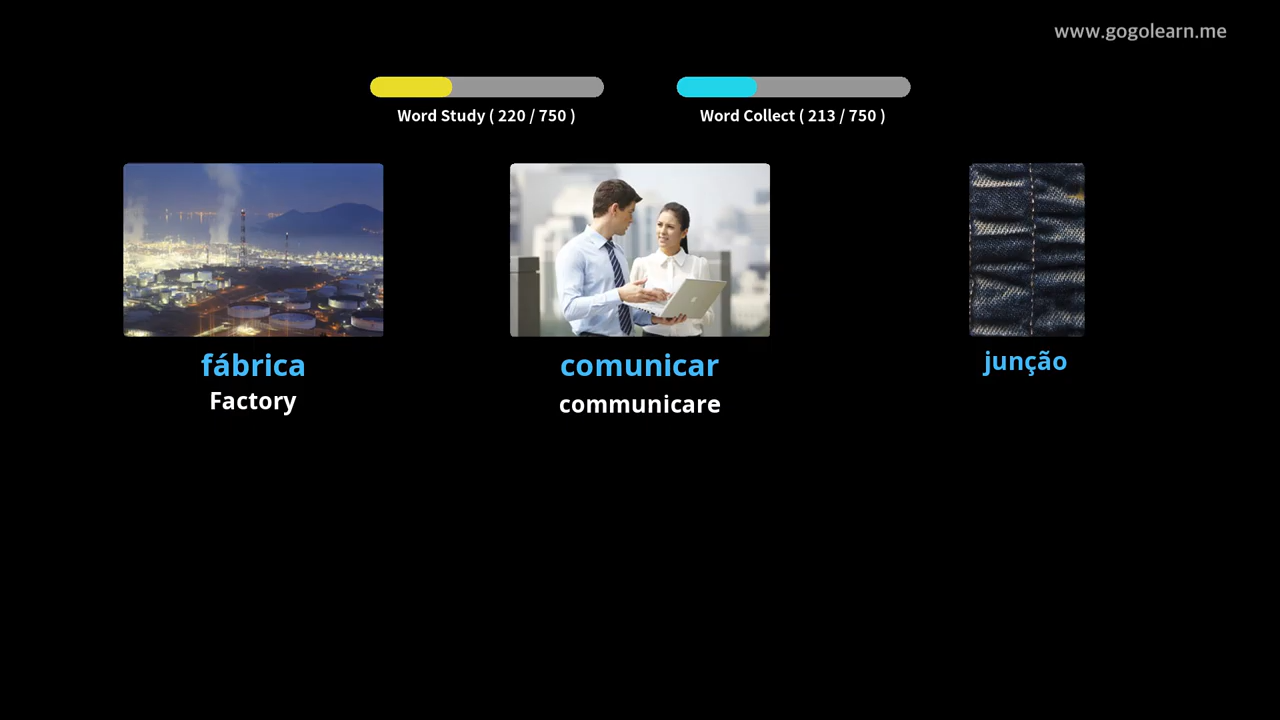 www.gogolearn.me
Word Study ( 220 / 750 )
Word Collect ( 213 / 750 )
fábrica
Factory
comunicar
communicare
junção